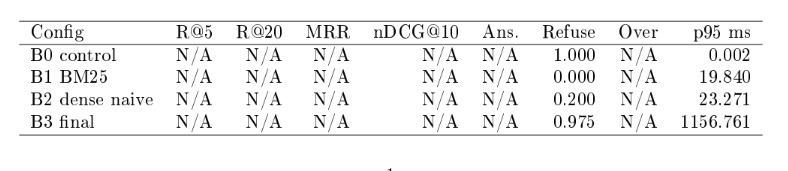 Config R@5 R@20 MRR nDCG@10 Ans. Refuse Over p95 ms
B0 control N/A N/A N/A N/A N/A 1.000 N/A 0.002
B1 BM25 N/A N/A N/A N/A N/A 0.000 N/A 19.840
B2 dense naive N/A N/A N/A N/A N/A 0.200 N/A 23.271
B3 final N/A N/A N/A N/A N/A 0.975 N/A 1156.761